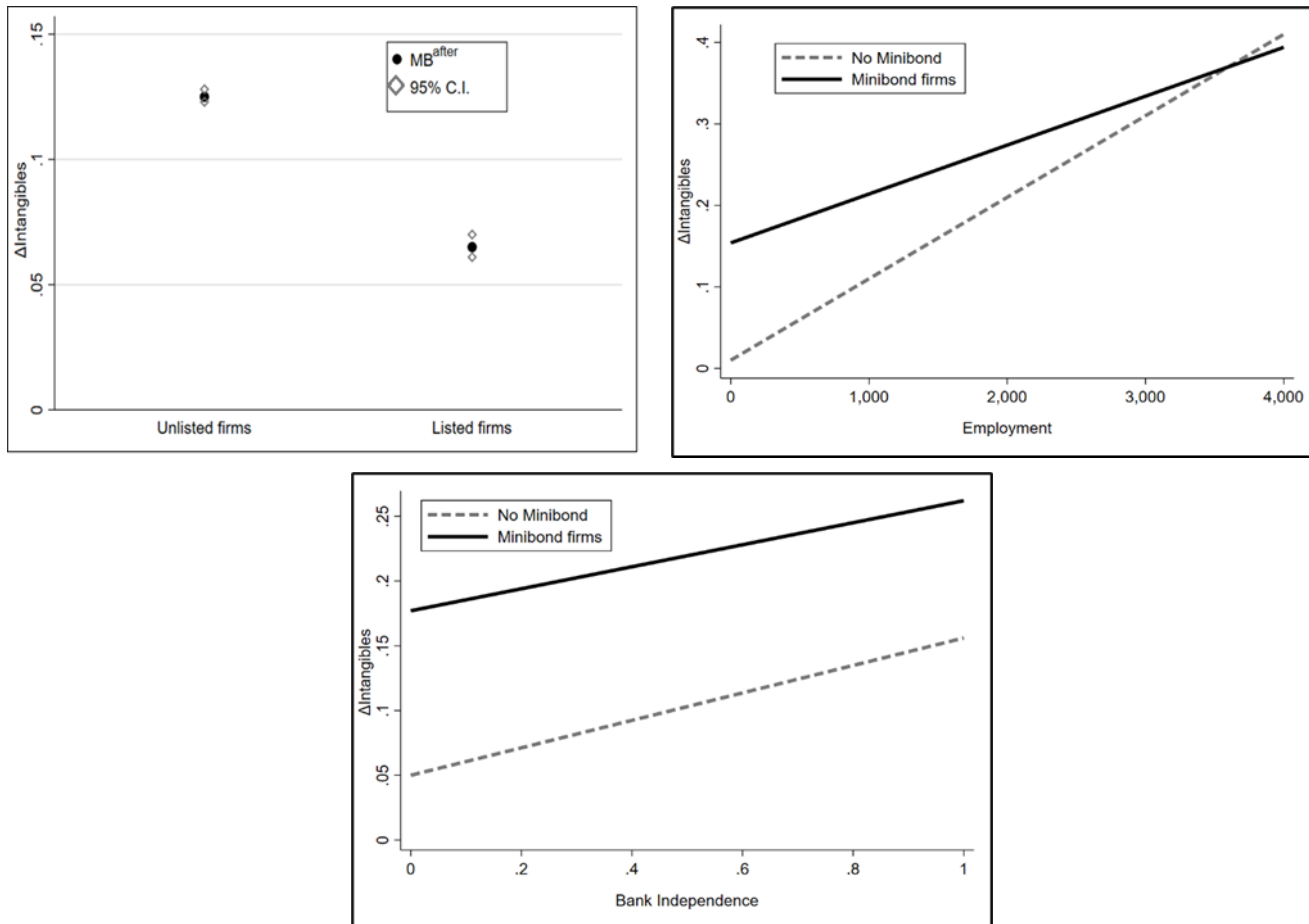 .15
.1
.05
0
ΔIntangibles
MBafter
95% C.I.
Unlisted firms Listed firms
.4
.3
.2
.1
0
ΔIntangibles
No Minibond
Minibond firms
0 1,000 2,000 3,000 4,000
Employment
.25
.2
.15
.1
.05
0
ΔIntangibles
No Minibond
Minibond firms
0 .2 .4 .6 .8 1
Bank Independence